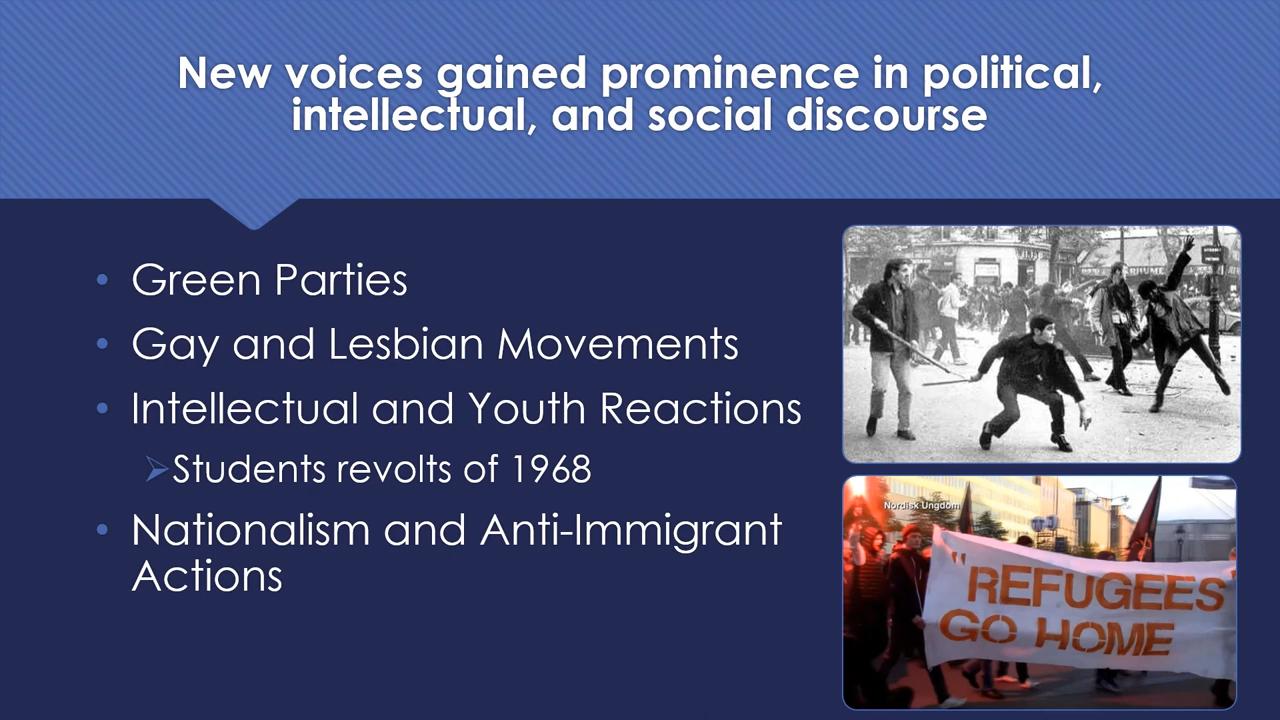 New voices gained prominence in political,
intellectual, and social discourse
• Green Parties
• Gay and Lesbian Movements
• Intellectual and Youth Reactions
➢Students revolts of 1968
• Nationalism and Anti-Immigrant
Actions
Nordisk Ungdom
"REFUGEES"
GO HOME